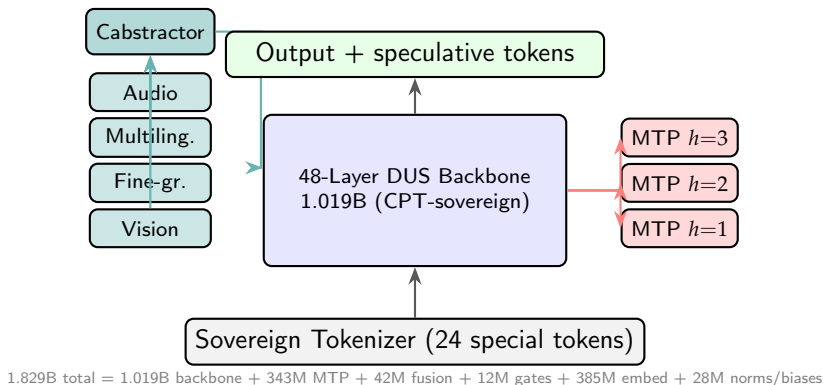 Cabstractor
Output + speculative tokens
Audio
Multiling.
Fine-gr.
Vision
48-Layer DUS Backbone
1.019B (CPT-sovereign)
MTP h=3
MTP h=2
MTP h=1
Sovereign Tokenizer (24 special tokens)
1.829B total = 1.019B backbone + 343M MTP + 42M fusion + 12M gates + 385M embed + 28M norms/biases